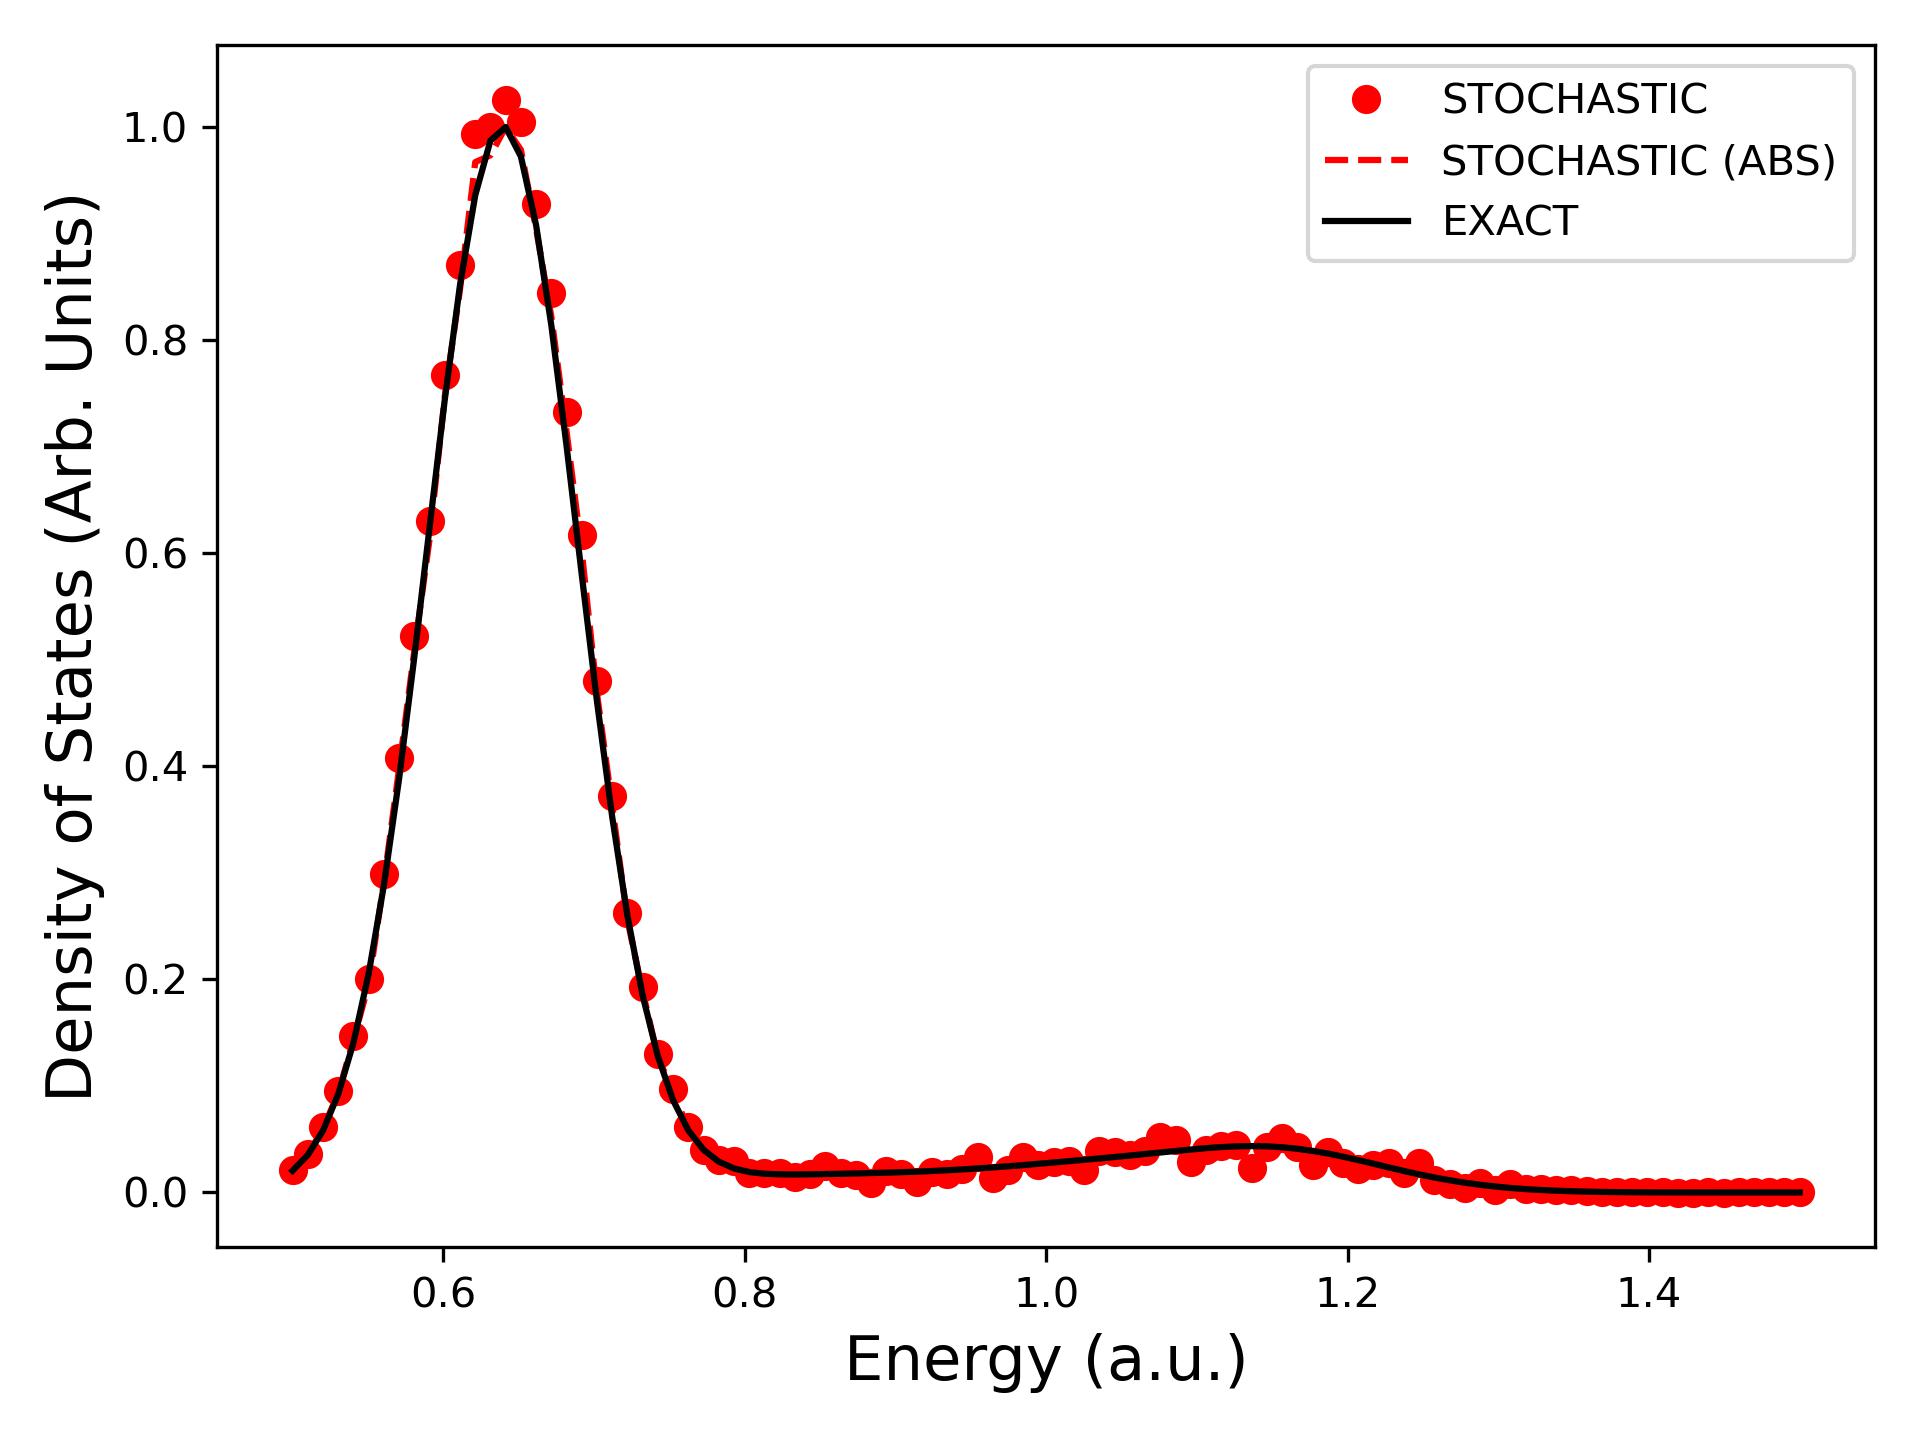 STOCHASTIC
STOCHASTIC (ABS)
EXACT
Density of States (Arb. Units)
1.0
0.8
0.6
0.4
0.2
0.0
0.6 0.8 1.0 1.2 1.4
Energy (a.u.)